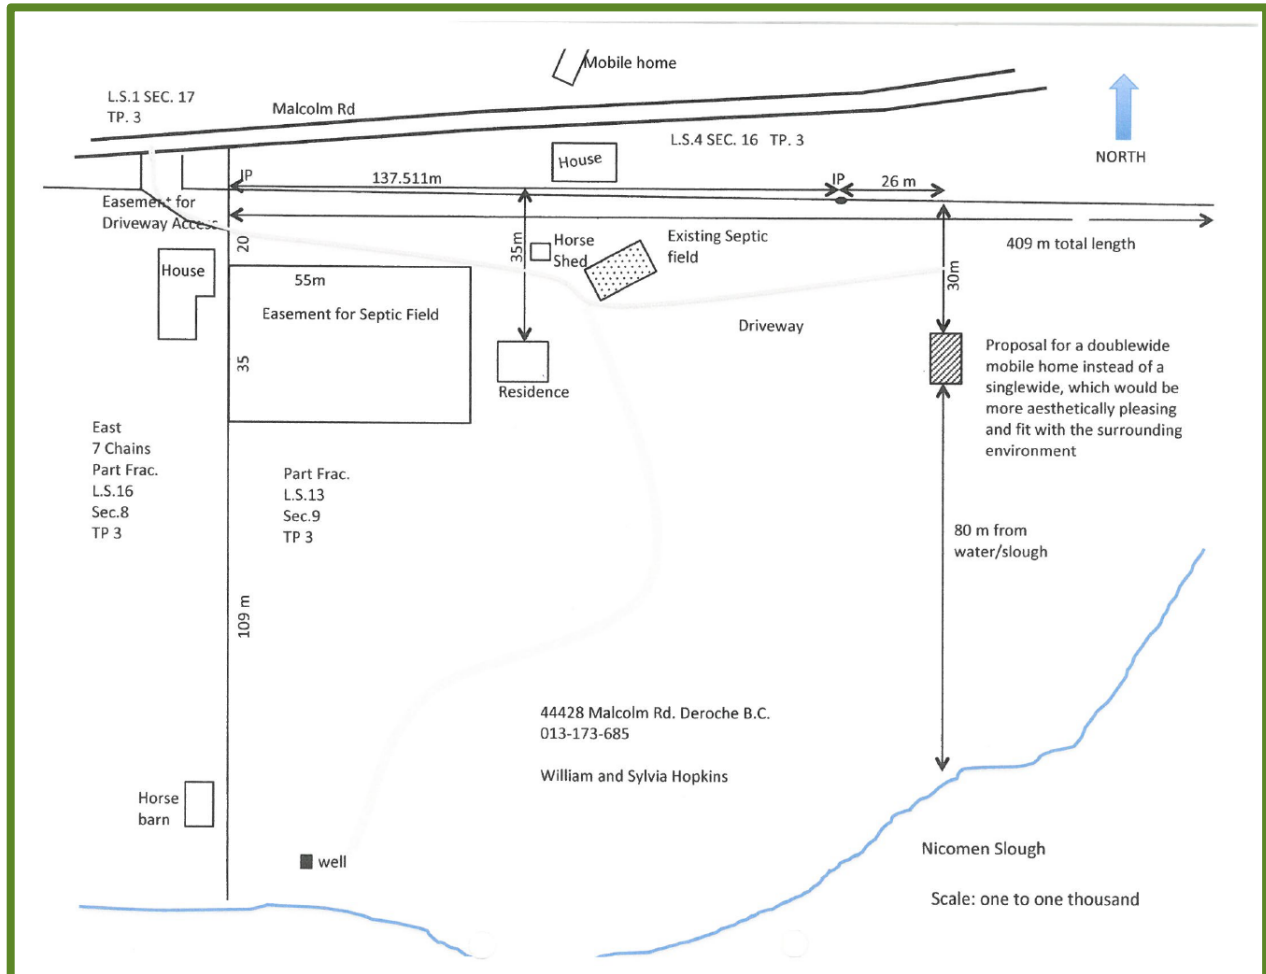 Mobile home
L.S.1 SEC. 17
TP. 3
Malcolm Rd
L.S.4 SEC. 16 TP. 3
NORTH
House
IP
137.511m
IP
26 m
Easement for
Driveway Access
20
35m
Horse
Shed
Existing Septic
field
409 m total length
House
55m
30m
Easement for Septic Field
Driveway
35
Residence
Proposal for a doublewide
mobile home instead of a
singlewide, which would be
more aesthetically pleasing
and fit with the surrounding
environment
East
7 Chains
Part Frac.
L.S.16
Sec.8
TP 3
Part Frac.
L.S.13
Sec.9
TP 3
80 m from
water/slough
109 m
44428 Malcolm Rd. Deroche B.C.
013-173-685
William and Sylvia Hopkins
Horse
barn
well
Nicomen Slough
Scale: one to one thousand